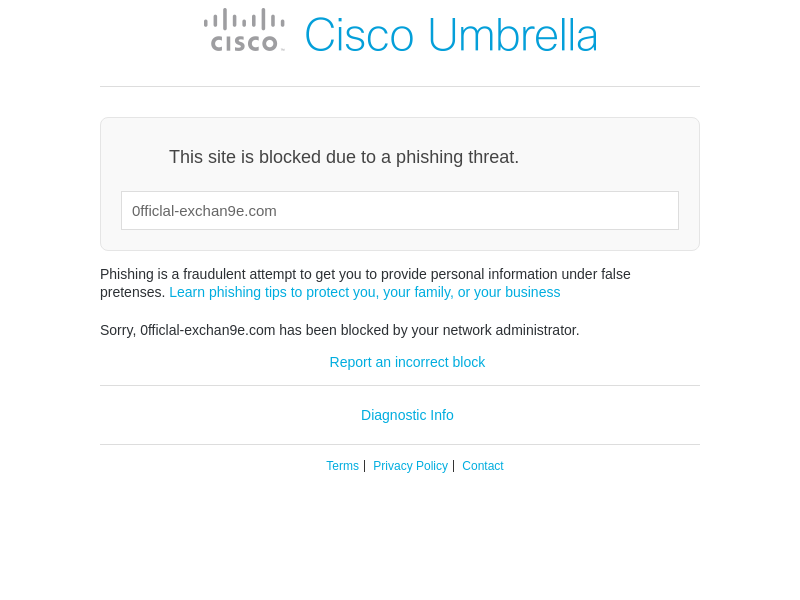 CISCO
Cisco Umbrella
This site is blocked due to a phishing threat.
0fficlal-exchan9e.com
Phishing is a fraudulent attempt to get you to provide personal information under false
pretenses. Learn phishing tips to protect you, your family, or your business
Sorry, 0fficlal-exchan9e.com has been blocked by your network administrator.
Report an incorrect block
Diagnostic Info
Terms | Privacy Policy | Contact